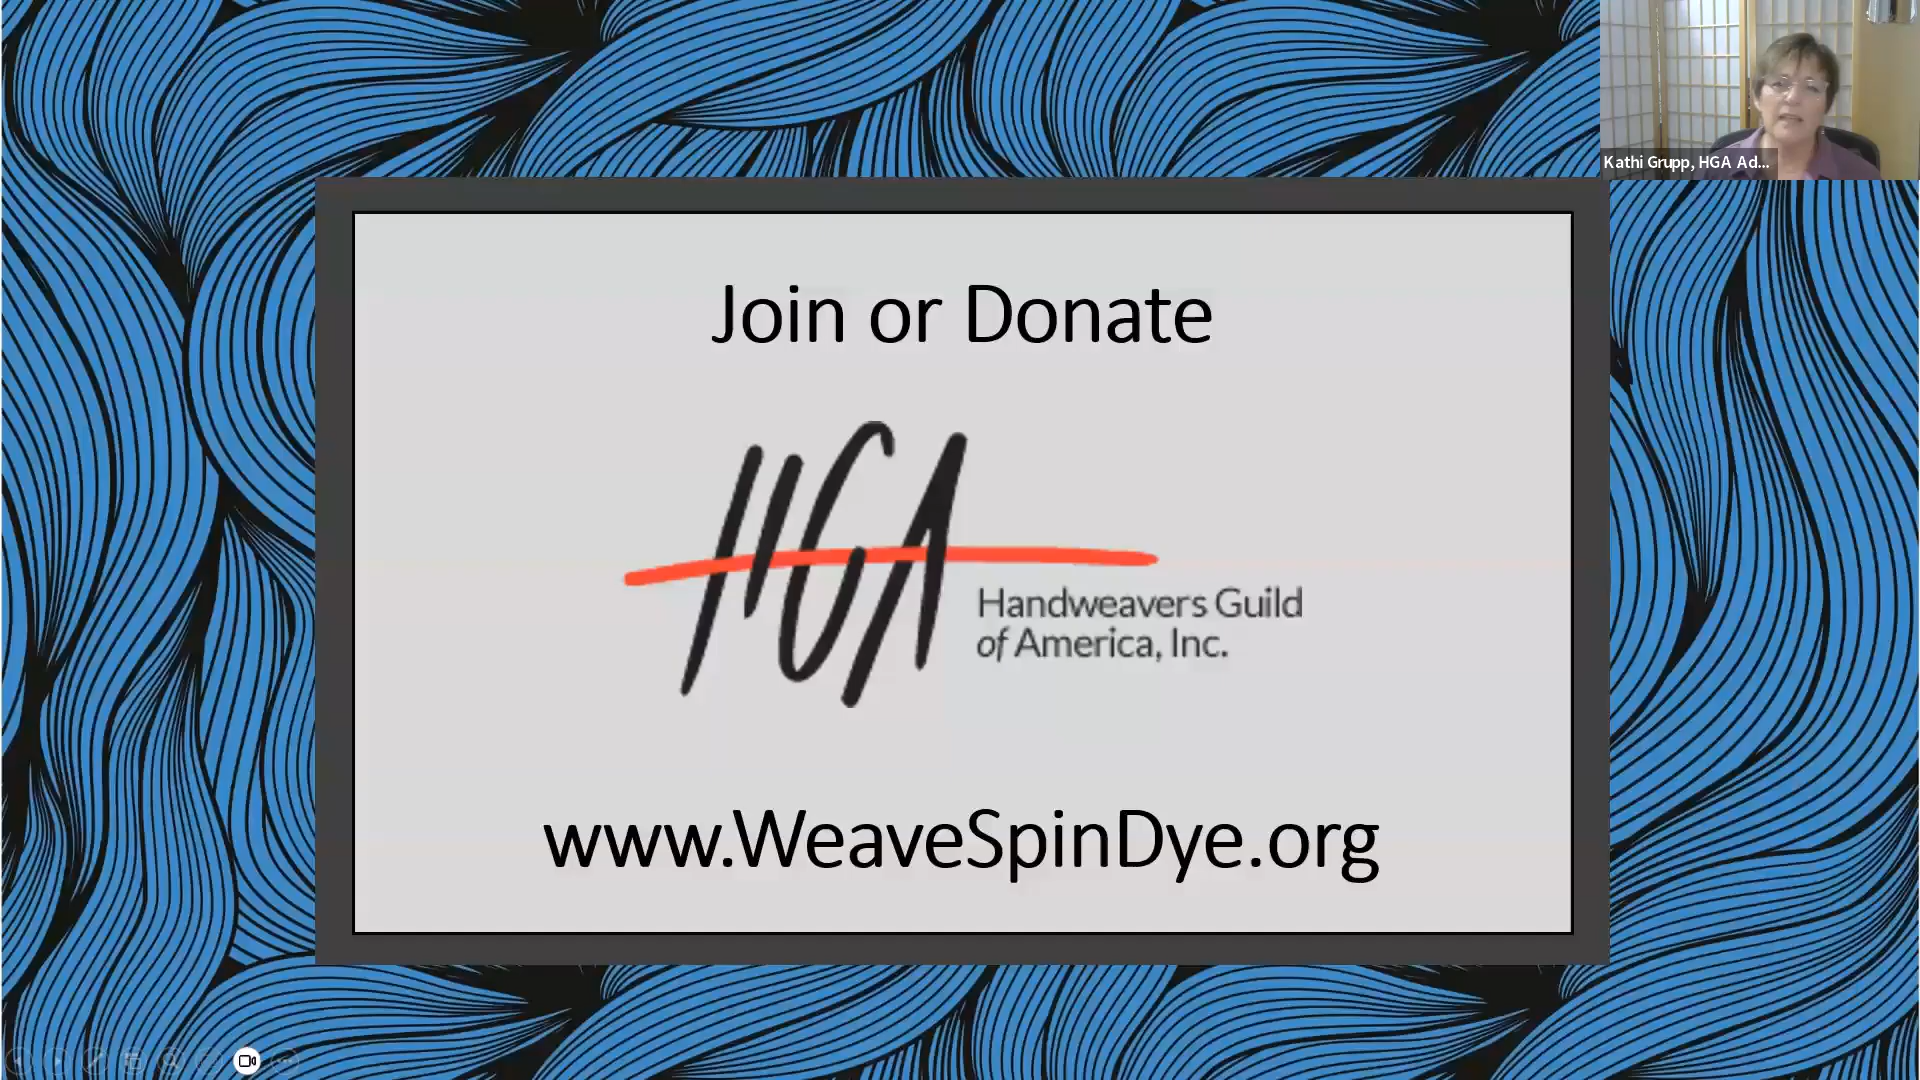 Kathi Grupp, HGA Ad...
Join or Donate
HGA
Handweavers Guild
of America, Inc.
www.WeaveSpinDye.org